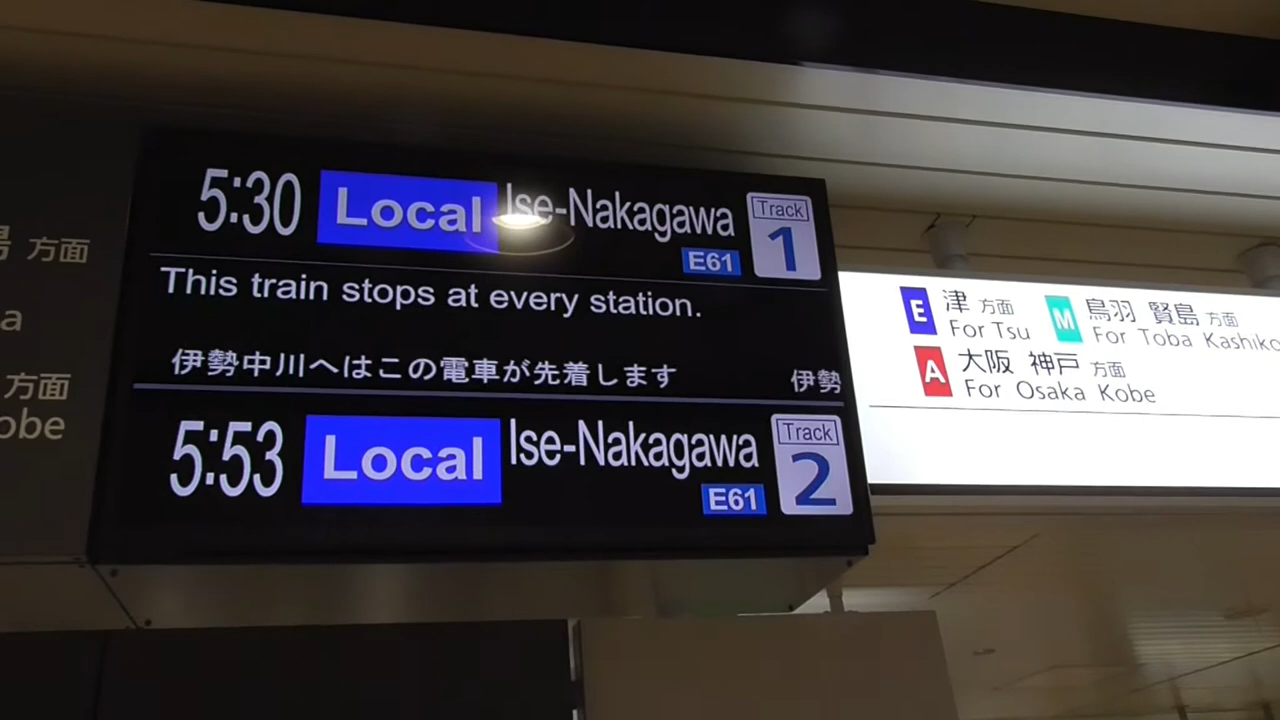 方面
a
方面
obe
5:30 Local Ise-Nakagawa Track 1
E61
This train stops at every station.
伊勢中川へはこの電車が先着します 伊勢
5:53 Local Ise-Nakagawa Track 2
E61
E 津 方面 M 鳥羽 賢島 方面
For Tsu For Toba Kashiko
A 大阪 神戸 方面
For Osaka Kobe